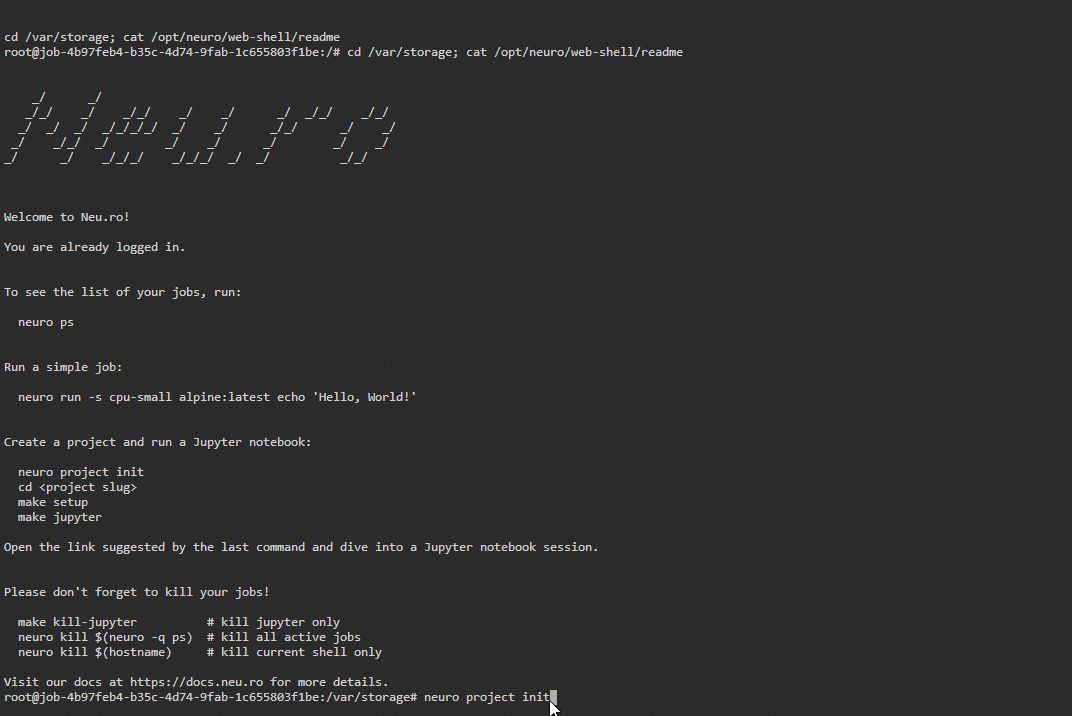 cd /var/storage; cat /opt/neuro/web-shell/readme
root@job-4b97feb4-b35c-4d74-9fab-1c655803f1be:/# cd /var/storage; cat /opt/neuro/web-shell/readme
Neuro
Welcome to Neu.ro!
You are already logged in.
To see the list of your jobs, run:
neuro ps
Run a simple job:
neuro run -s cpu-small alpine:latest echo 'Hello, World!'
Create a project and run a Jupyter notebook:
neuro project init
cd <project slug>
make setup
make jupyter
Open the link suggested by the last command and dive into a Jupyter notebook session.
Please don't forget to kill your jobs!
make kill-jupyter          # kill jupyter only
neuro kill $(neuro -q ps)  # kill all active jobs
neuro kill $(hostname)     # kill current shell only
Visit our docs at https://docs.neu.ro for more details.
root@job-4b97feb4-b35c-4d74-9fab-1c655803f1be:/var/storage# neuro project init